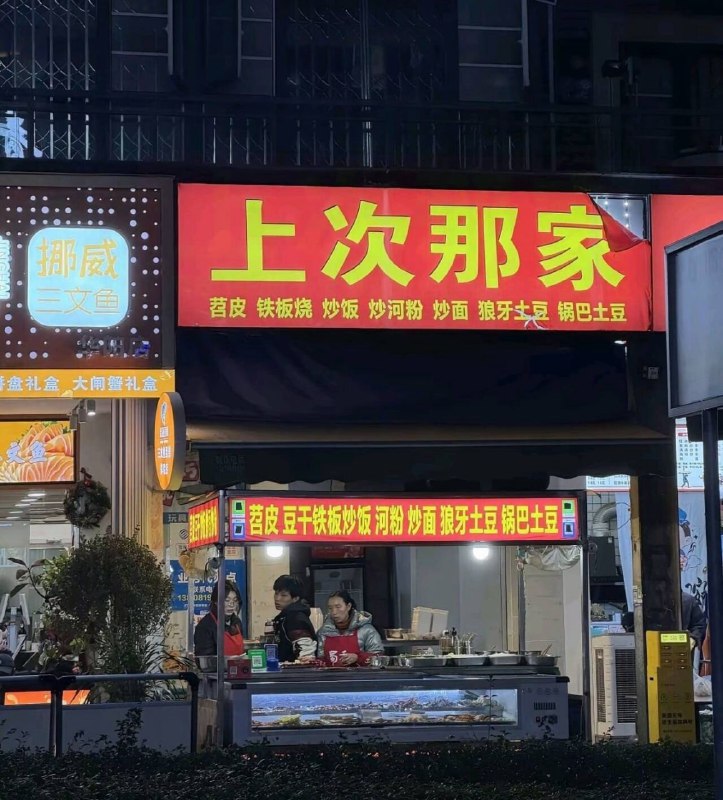 上次那家
苕皮 铁板烧 炒饭 炒河粉 炒面 狼牙土豆 锅巴土豆
挪威
三文鱼
大闸蟹礼盒
文鱼
苕皮 豆干 铁板炒饭 河粉 炒面 狼牙土豆 锅巴土豆